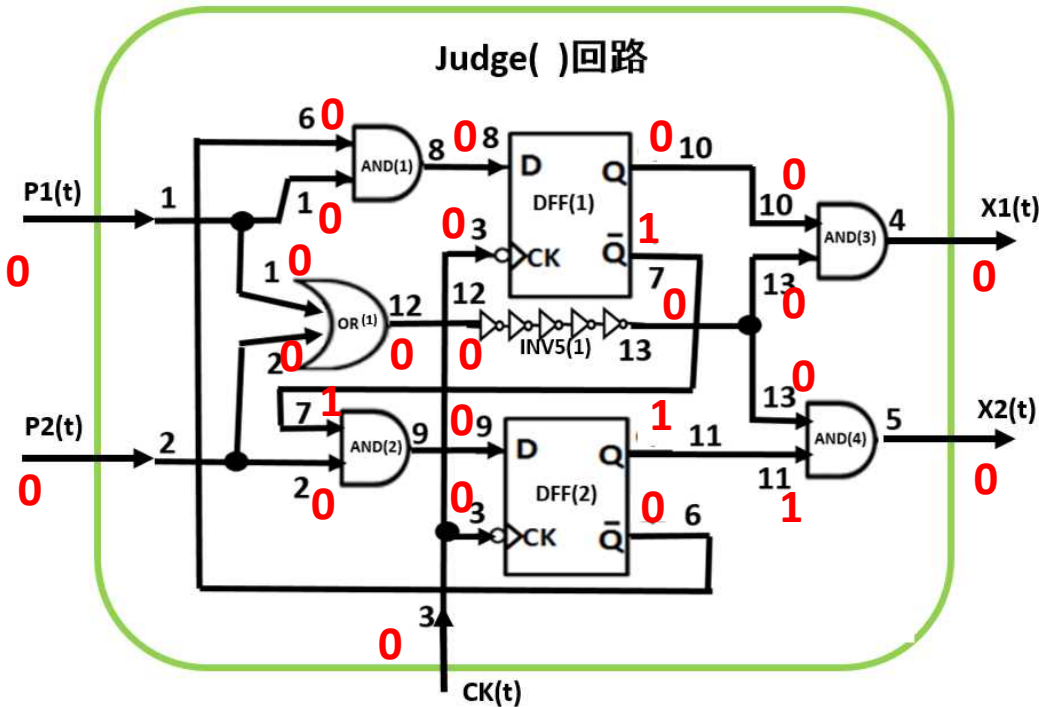 Judge( )回路
6 0
8 0 8
D Q
0 10
AND(1)
DFF(1)
0
P1(t)
1
1
0
0 3
CK Q̅
1
7
10
AND(3)
4
X1(t)
0
0
1 0
12 12
OR(1)
0
13
0
0
2 0
0
0
INV5(1)
13
0
7 1
0 9
D Q
1
11
13
AND(4)
5
X2(t)
P2(t)
2
AND(2)
9
DFF(2)
11
1
0
0
2
0
0
3
CK Q̅
0 6
3
0
CK(t)